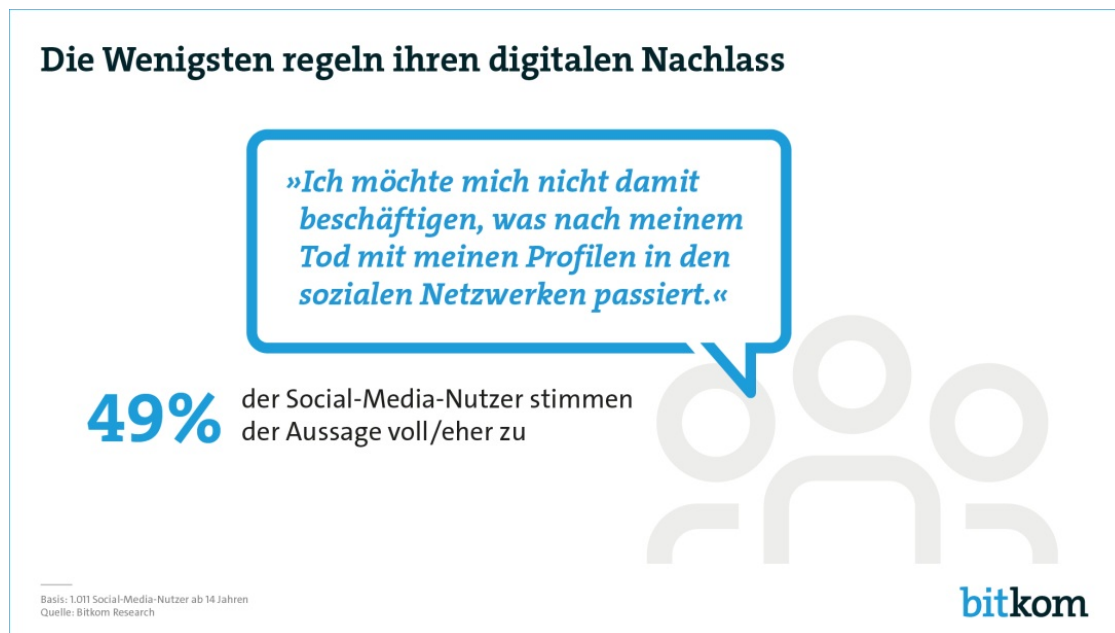 Die Wenigsten regeln ihren digitalen Nachlass
»Ich möchte mich nicht damit
beschäftigen, was nach meinem
Tod mit meinen Profilen in den
sozialen Netzwerken passiert.«
49%
der Social-Media-Nutzer stimmen
der Aussage voll/eher zu
Basis: 1.011 Social-Media-Nutzer ab 14 Jahren
Quelle: Bitkom Research
bitkom